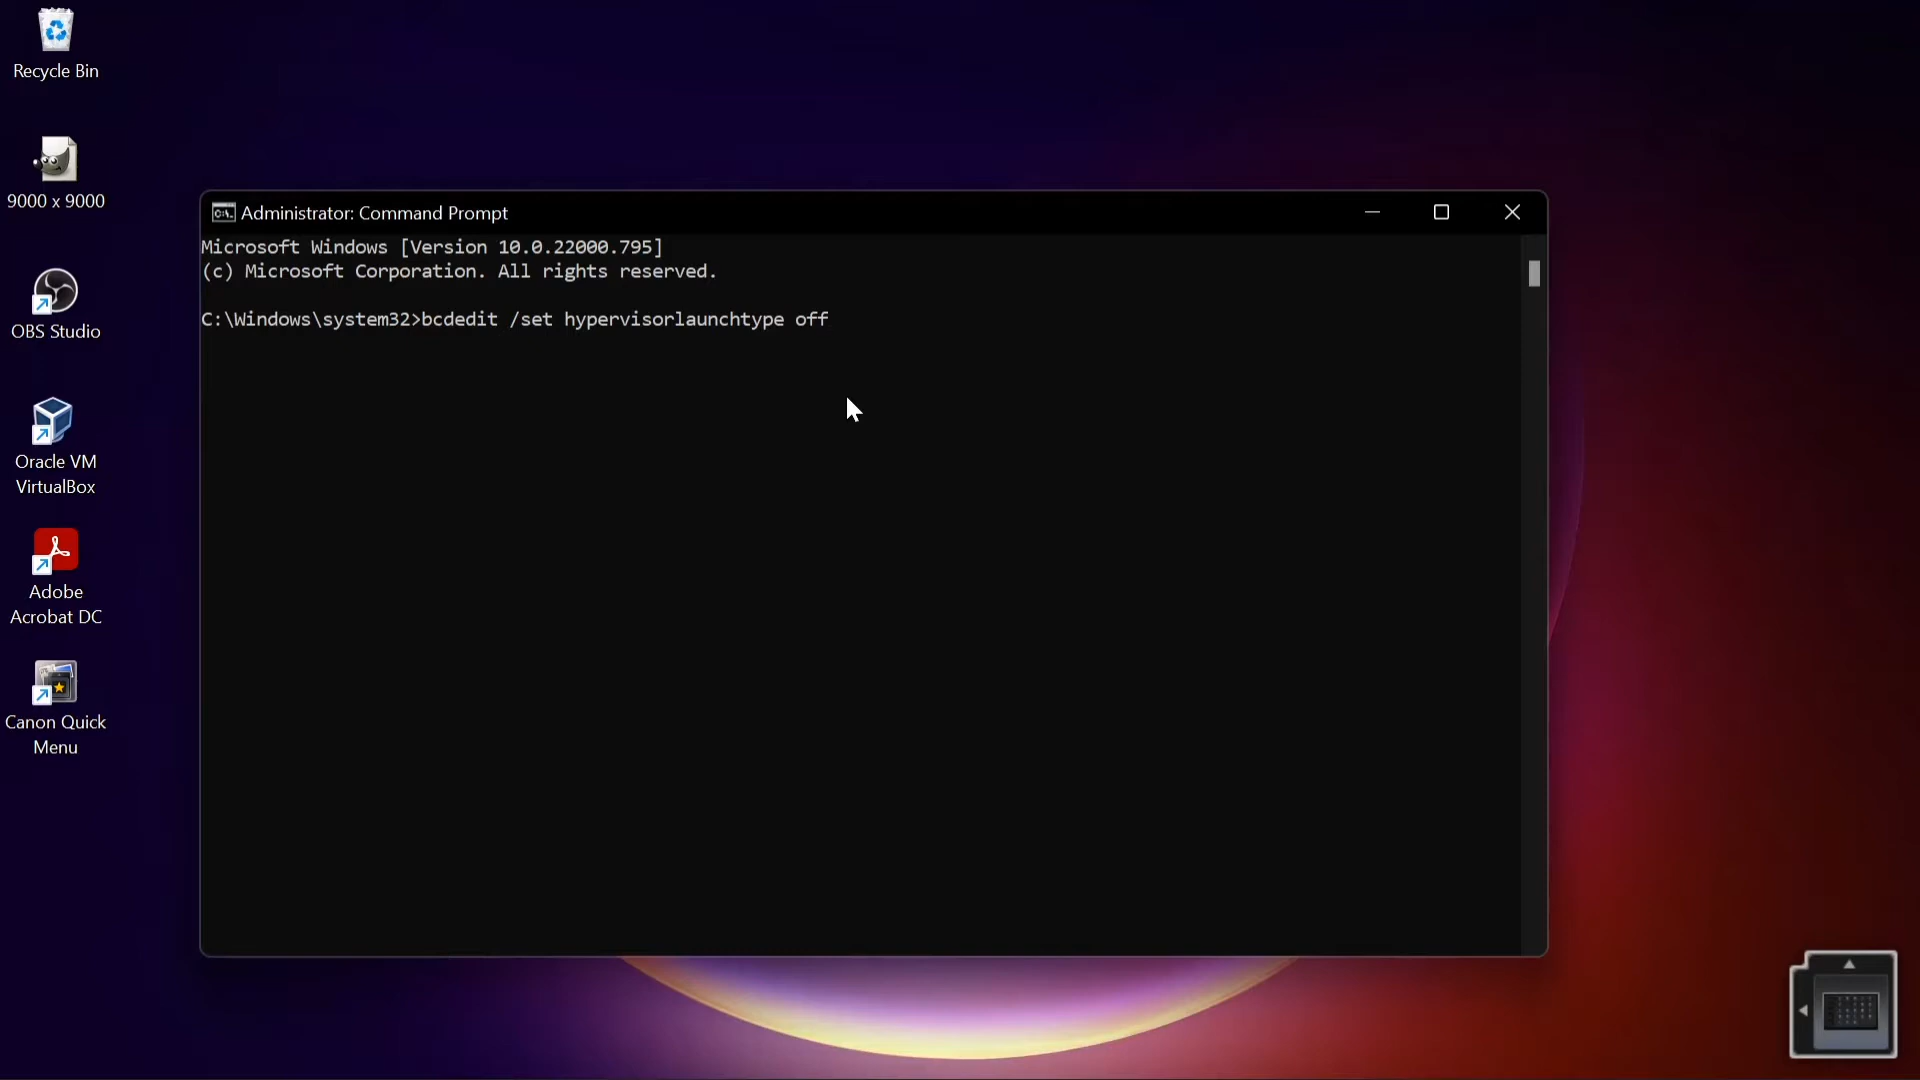 Recycle Bin
9000 x 9000
OBS Studio
Oracle VM
VirtualBox
Adobe
Acrobat DC
Canon Quick
Menu
Administrator: Command Prompt
Microsoft Windows [Version 10.0.22000.795]
(c) Microsoft Corporation. All rights reserved.
C:\Windows\system32>bcdedit /set hypervisorlaunchtype off